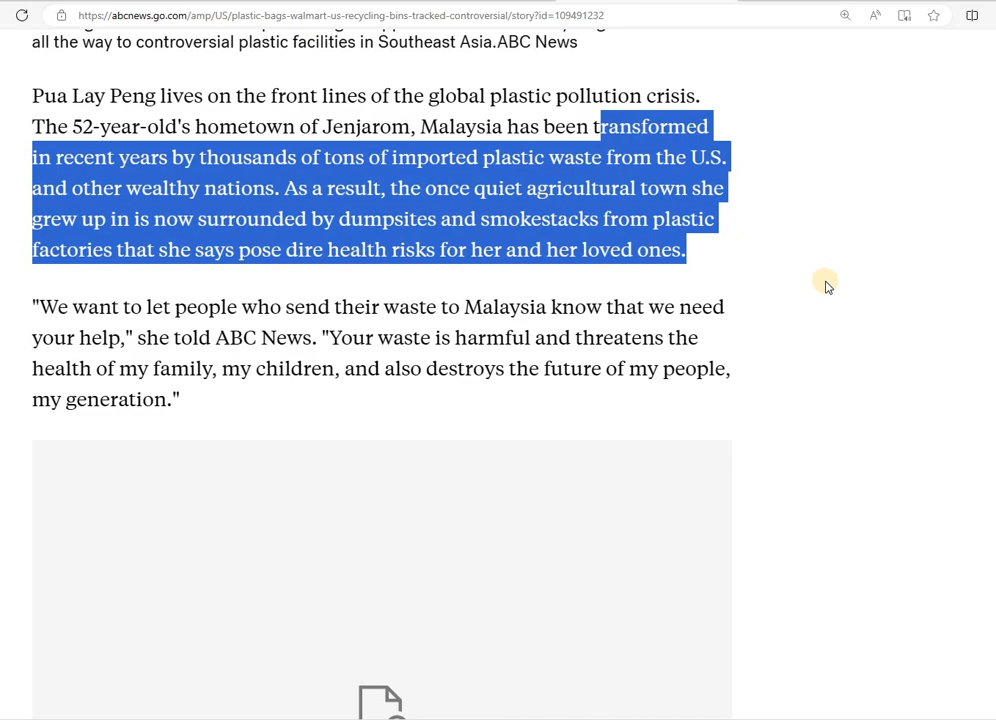 https://abcnews.go.com/amp/US/plastic-bags-walmart-us-recycling-bins-tracked-controversial/story?id=109491232
all the way to controversial plastic facilities in Southeast Asia.ABC News
Pua Lay Peng lives on the front lines of the global plastic pollution crisis.
The 52-year-old's hometown of Jenjarom, Malaysia has been transformed
in recent years by thousands of tons of imported plastic waste from the U.S.
and other wealthy nations. As a result, the once quiet agricultural town she
grew up in is now surrounded by dumpsites and smokestacks from plastic
factories that she says pose dire health risks for her and her loved ones.
"We want to let people who send their waste to Malaysia know that we need
your help," she told ABC News. "Your waste is harmful and threatens the
health of my family, my children, and also destroys the future of my people,
my generation."